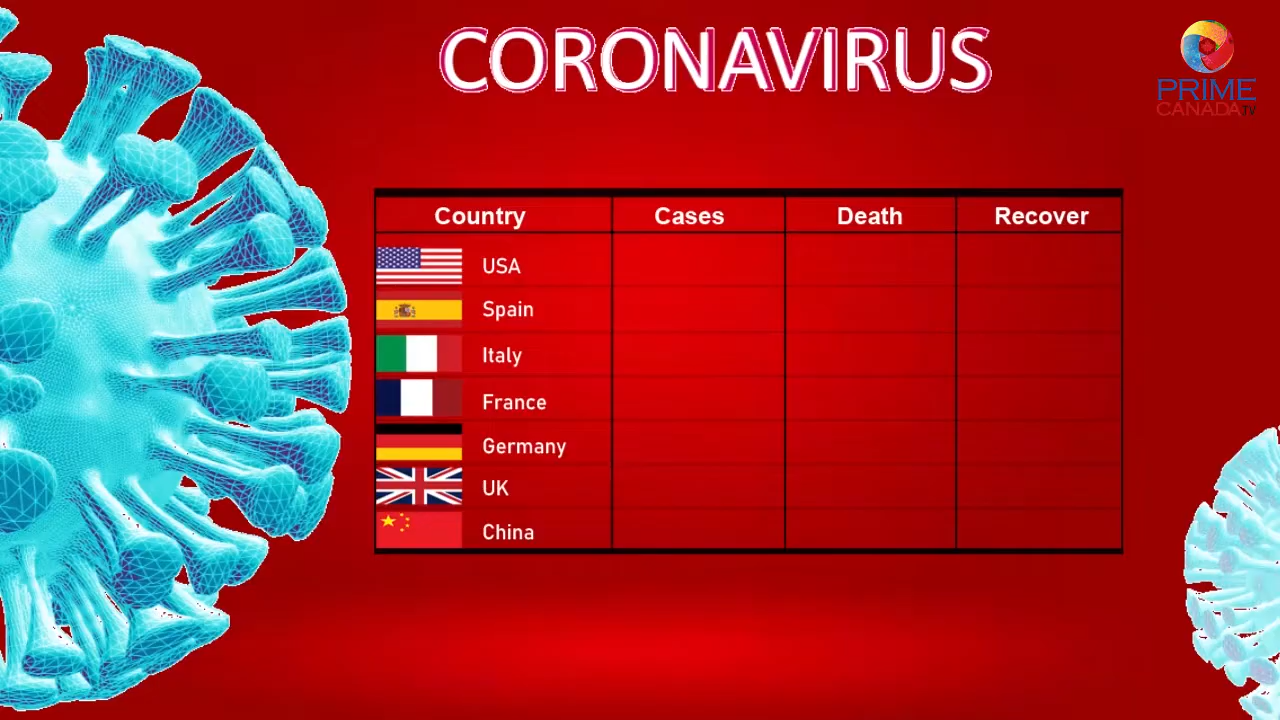 CORONAVIRUS
PRIME
CANADA TV
Country Cases Death Recover
USA
Spain
Italy
France
Germany
UK
China